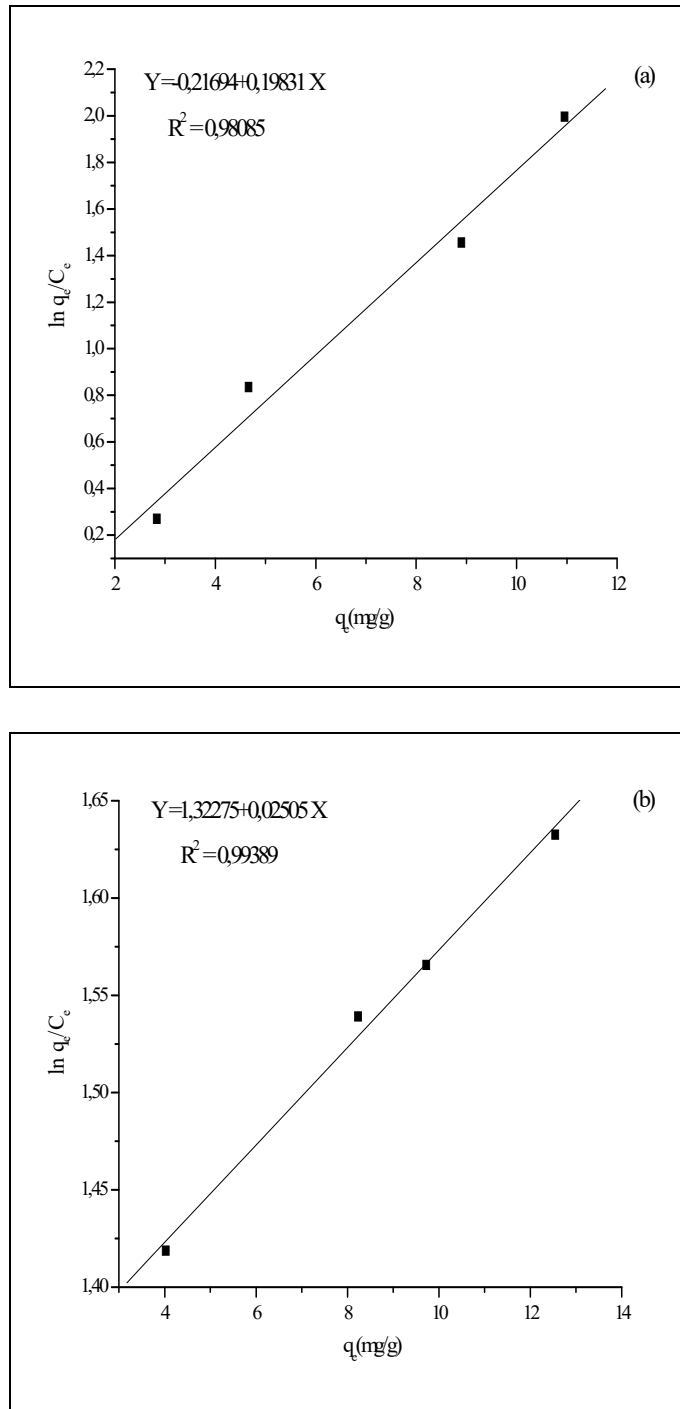 Y=-0,21694+0,19831 X
(a)
R² = 0,98085
2,2
2,0
1,8
1,6
1,4
1,2
1,0
0,8
0,6
0,4
0,2
ln qₑ/Cₑ
2 4 6 8 10 12
qₑ(mg/g)
Y=1,32275+0,02505 X
(b)
R² = 0,99389
1,65
1,60
1,55
1,50
1,45
1,40
ln qₑ/Cₑ
4 6 8 10 12 14
qₑ(mg/g)